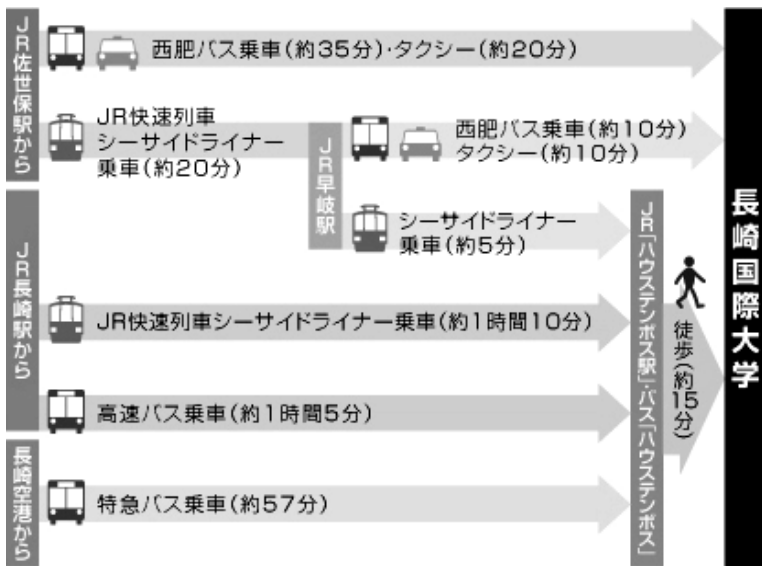 JR佐世保駅から
西肥バス乗車(約35分)・タクシー(約20分)
JR快速列車
シーサイドライナー
乗車(約20分)
JR早岐駅
西肥バス乗車(約10分)
タクシー(約10分)
シーサイドライナー
乗車(約5分)
JR長崎駅から
JR快速列車シーサイドライナー乗車(約1時間10分)
高速バス乗車(約1時間5分)
長崎空港から
特急バス乗車(約57分)
JR「ハウステンボス駅」・バス「ハウステンボス」
徒歩(約15分)
長崎国際大学